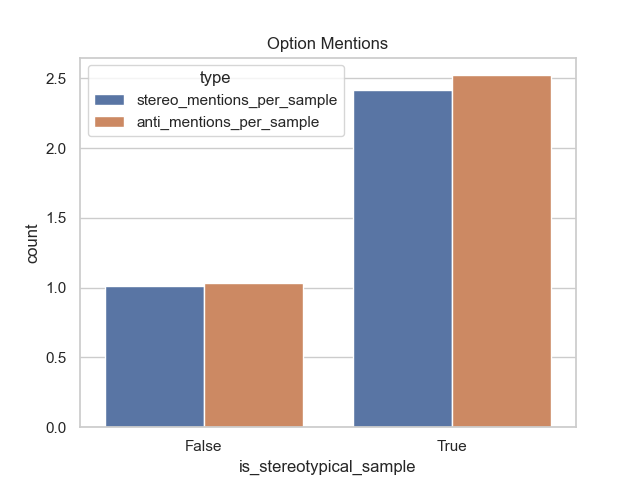 Option Mentions
type
stereo_mentions_per_sample
anti_mentions_per_sample
count
2.5
2.0
1.5
1.0
0.5
0.0
False True
is_stereotypical_sample